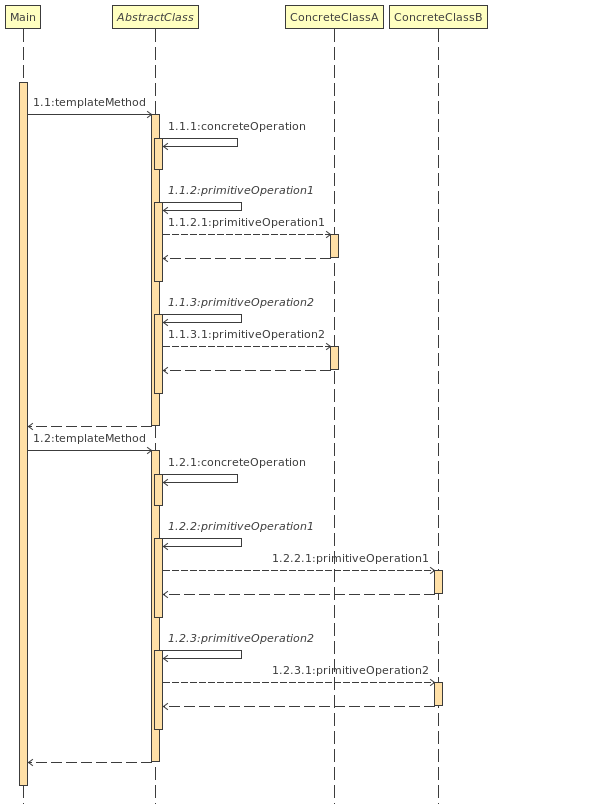 Main
AbstractClass
ConcreteClassA
ConcreteClassB
1.1:templateMethod
1.1.1:concreteOperation
1.1.2:primitiveOperation1
1.1.2.1:primitiveOperation1
1.1.3:primitiveOperation2
1.1.3.1:primitiveOperation2
1.2:templateMethod
1.2.1:concreteOperation
1.2.2:primitiveOperation1
1.2.2.1:primitiveOperation1
1.2.3:primitiveOperation2
1.2.3.1:primitiveOperation2